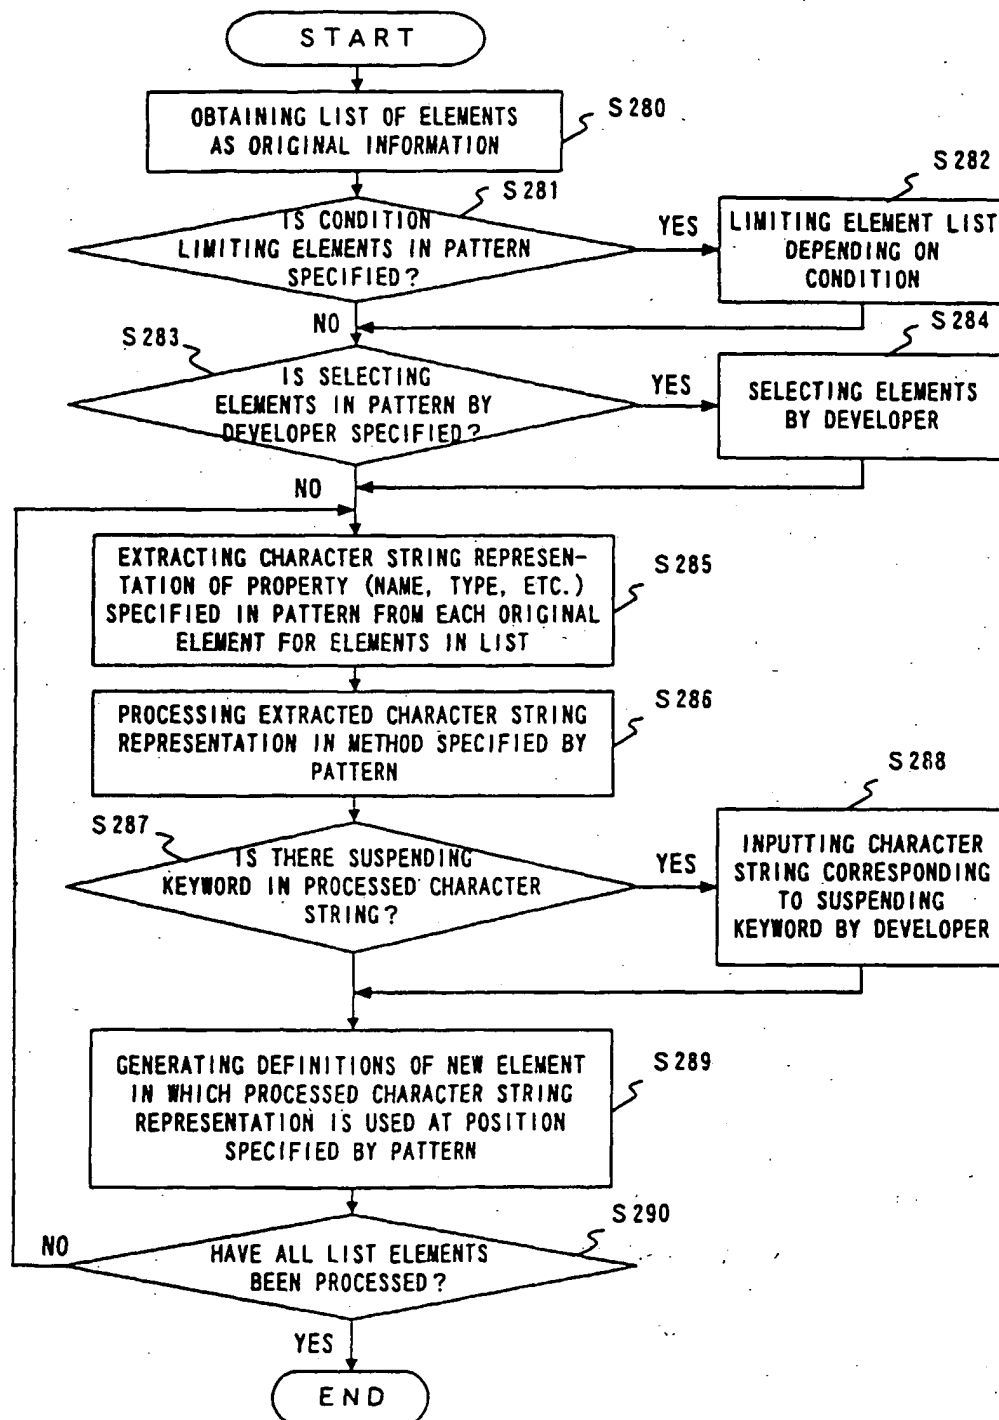 START
OBTAINING LIST OF ELEMENTS
AS ORIGINAL INFORMATION
S280
S281
IS CONDITION
LIMITING ELEMENTS IN PATTERN
SPECIFIED?
YES
S282
LIMITING ELEMENT LIST
DEPENDING ON
CONDITION
NO
S283
IS SELECTING
ELEMENTS IN PATTERN BY
DEVELOPER SPECIFIED?
YES
S284
SELECTING ELEMENTS
BY DEVELOPER
NO
EXTRACTING CHARACTER STRING REPRESEN-
TATION OF PROPERTY (NAME, TYPE, ETC.)
SPECIFIED IN PATTERN FROM EACH ORIGINAL
ELEMENT FOR ELEMENTS IN LIST
S285
PROCESSING EXTRACTED CHARACTER STRING
REPRESENTATION IN METHOD SPECIFIED BY
PATTERN
S286
S287
IS THERE SUSPENDING
KEYWORD IN PROCESSED CHARACTER
STRING?
YES
S288
INPUTTING CHARACTER
STRING CORRESPONDING
TO SUSPENDING
KEYWORD BY DEVELOPER
GENERATING DEFINITIONS OF NEW ELEMENT
IN WHICH PROCESSED CHARACTER STRING
REPRESENTATION IS USED AT POSITION
SPECIFIED BY PATTERN
S289
S290
HAVE ALL LIST ELEMENTS
BEEN PROCESSED?
NO
YES
END